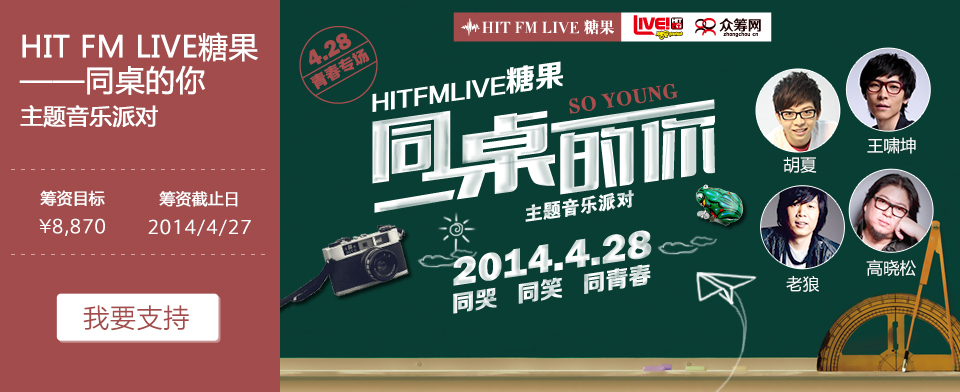 HIT FM LIVE糖果
——同桌的你
主题音乐派对
筹资目标
¥8,870
筹资截止日
2014/4/27
我要支持
HIT FM LIVE 糖果
LIVE!
众筹网
zhongchou.cn
4.28
青春专场
HITFMLIVE糖果
SO YOUNG
同桌的你
主题音乐派对
2014.4.28
同哭 同笑 同青春
胡夏
王啸坤
老狼
高晓松